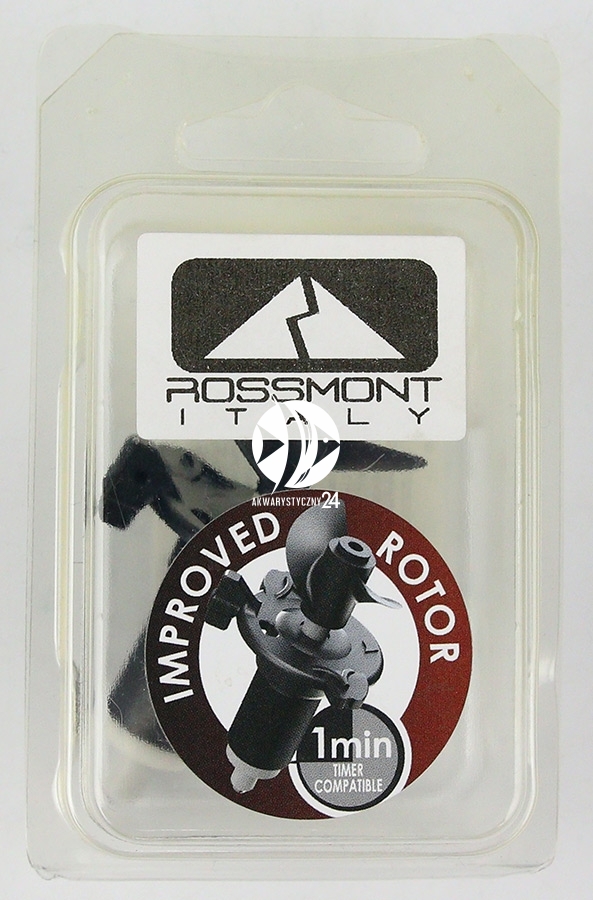 ROSSMONT
ITALY
AKWARYSTYCZNY24
IMPROVED ROTOR
1min
TIMER
COMPATIBLE